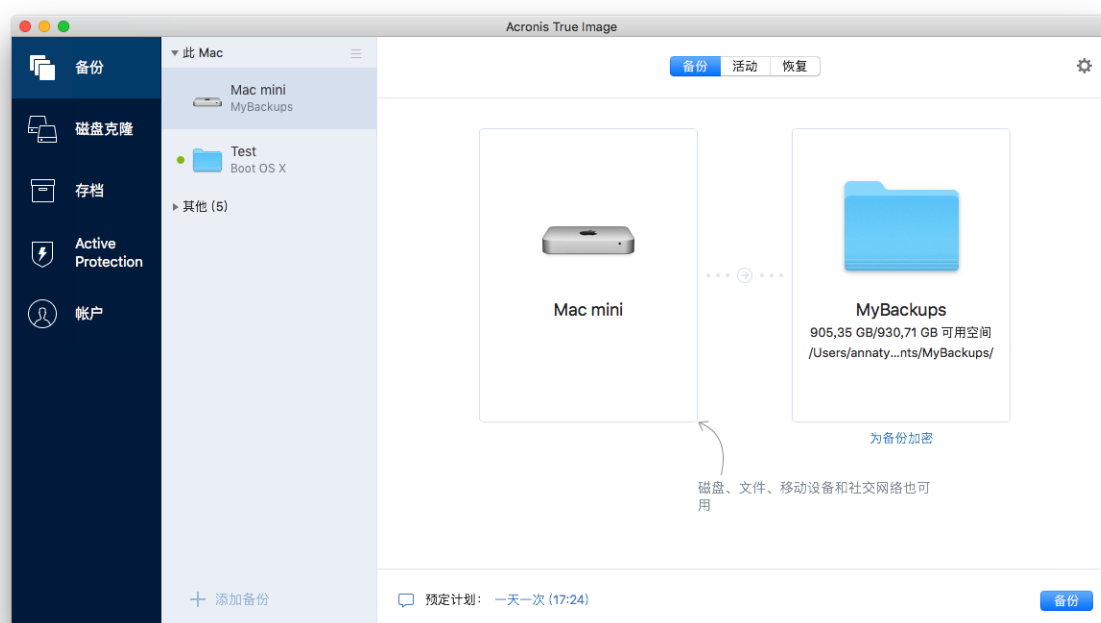 Acronis True Image
备份
磁盘克隆
存档
Active
Protection
帐户
此 Mac
Mac mini
MyBackups
Test
Boot OS X
其他 (5)
添加备份
备份 活动 恢复
Mac mini
MyBackups
905,35 GB/930,71 GB 可用空间
/Users/annaty...nts/MyBackups/
为备份加密
磁盘、文件、移动设备和社交网络也可
用
预定计划： 一天一次 (17:24)
备份